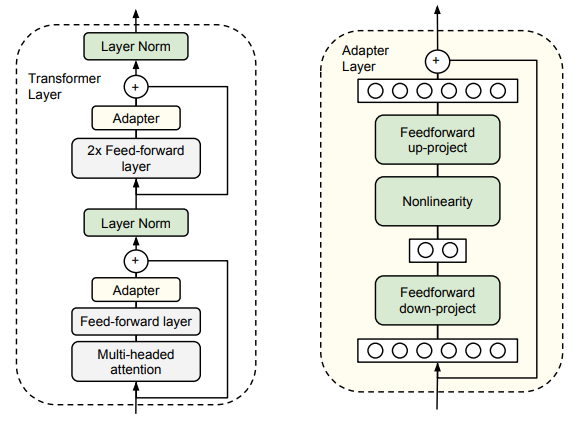 Layer Norm
Transformer
Layer
+
Adapter
2x Feed-forward
layer
Layer Norm
+
Adapter
Feed-forward layer
Multi-headed
attention
Adapter
Layer
+
Feedforward
up-project
Nonlinearity
Feedforward
down-project